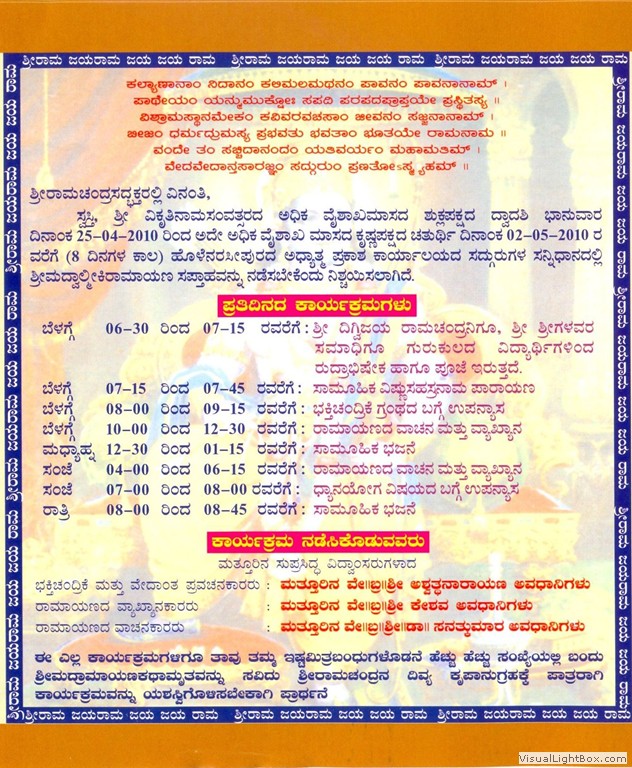 ಶ್ರೀರಾಮ ಜಯರಾಮ ಜಯ ಜಯ ರಾಮ ಶ್ರೀರಾಮ ಜಯರಾಮ ಜಯ ಜಯ ರಾಮ ಶ್ರೀರಾಮ ಜಯರಾಮ ಜಯ ಜಯ ರಾಮ
ಕಲ್ಯಾಣಾನಾಂ ನಿದಾನಂ ಕಲಿಮಲಮಥನಂ ಪಾವನಂ ಪಾವನಾನಾಮ್ ।
ಪಾಥೇಯಂ ಯನ್ಮುಮುಕ್ಷೋಃ ಸಪದಿ ಪರಪದಪ್ರಾಪ್ತಯೇ ಪ್ರಸ್ಥಿತಸ್ಯ ॥
ವಿಶ್ರಾಮಸ್ಥಾನಮೇಕಂ ಕವಿವರವಚಸಾಂ ಜೀವನಂ ಸಜ್ಜನಾನಾಮ್ ।
ಬೀಜಂ ಧರ್ಮದ್ರುಮಸ್ಯ ಪ್ರಭವತು ಭವತಾಂ ಭೂತಯೇ ರಾಮನಾಮ ॥
ವಂದೇ ತಂ ಸಚ್ಚಿದಾನಂದಂ ಯತಿವರ್ಯಂ ಮಹಾಮತಿಮ್ ।
ವೇದವೇದಾನ್ತಸಾರಜ್ಞಂ ಸದ್ಗುರುಂ ಪ್ರಣತೋಽಸ್ಮ್ಯಹಮ್ ॥
ಶ್ರೀರಾಮಚಂದ್ರಸದ್ಭಕ್ತರಲ್ಲಿ ವಿನಂತಿ,
ಸ್ವಸ್ತಿ, ಶ್ರೀ ವಿಕೃತಿನಾಮಸಂವತ್ಸರದ ಅಧಿಕ ವೈಶಾಖಮಾಸದ ಶುಕ್ಲಪಕ್ಷದ ದ್ವಾದಶಿ ಭಾನುವಾರ
ದಿನಾಂಕ 25-04-2010 ರಿಂದ ಅದೇ ಅಧಿಕ ವೈಶಾಖ ಮಾಸದ ಕೃಷ್ಣಪಕ್ಷದ ಚತುರ್ಥಿ ದಿನಾಂಕ 02-05-2010 ರ
ವರೆಗೆ (8 ದಿನಗಳ ಕಾಲ) ಹೊಳೆನರಸೀಪುರದ ಅಧ್ಯಾತ್ಮ ಪ್ರಕಾಶ ಕಾರ್ಯಾಲಯದ ಸದ್ಗುರುಗಳ ಸನ್ನಿಧಾನದಲ್ಲಿ
ಶ್ರೀಮದ್ವಾಲ್ಮೀಕಿರಾಮಾಯಣ ಸಪ್ತಾಹವನ್ನು ನಡೆಸಬೇಕೆಂದು ನಿಶ್ಚಯಿಸಲಾಗಿದೆ.
ಪ್ರತಿದಿನದ ಕಾರ್ಯಕ್ರಮಗಳು
ಬೆಳಗ್ಗೆ 06-30 ರಿಂದ 07-15 ರವರೆಗೆ : ಶ್ರೀ ದಿಗ್ವಿಜಯ ರಾಮಚಂದ್ರನಿಗೂ, ಶ್ರೀ ಶ್ರೀಗಳವರ
ಸಮಾಧಿಗೂ ಗುರುಕುಲದ ವಿದ್ಯಾರ್ಥಿಗಳಿಂದ
ರುದ್ರಾಭಿಷೇಕ ಹಾಗೂ ಪೂಜೆ ಇರುತ್ತದೆ.
ಬೆಳಗ್ಗೆ 07-15 ರಿಂದ 07-45 ರವರೆಗೆ : ಸಾಮೂಹಿಕ ವಿಷ್ಣುಸಹಸ್ರನಾಮ ಪಾರಾಯಣ
ಬೆಳಗ್ಗೆ 08-00 ರಿಂದ 09-15 ರವರೆಗೆ : ಭಕ್ತಿಚಂದ್ರಿಕೆ ಗ್ರಂಥದ ಬಗ್ಗೆ ಉಪನ್ಯಾಸ
ಬೆಳಗ್ಗೆ 10-00 ರಿಂದ 12-30 ರವರೆಗೆ : ರಾಮಾಯಣದ ವಾಚನ ಮತ್ತು ವ್ಯಾಖ್ಯಾನ
ಮಧ್ಯಾಹ್ನ 12-30 ರಿಂದ 01-15 ರವರೆಗೆ : ಸಾಮೂಹಿಕ ಭಜನೆ
ಸಂಜೆ 04-00 ರಿಂದ 06-15 ರವರೆಗೆ : ರಾಮಾಯಣದ ವಾಚನ ಮತ್ತು ವ್ಯಾಖ್ಯಾನ
ಸಂಜೆ 07-00 ರಿಂದ 08-00 ರವರೆಗೆ : ಧ್ಯಾನಯೋಗ ವಿಷಯದ ಬಗ್ಗೆ ಉಪನ್ಯಾಸ
ರಾತ್ರಿ 08-00 ರಿಂದ 08-45 ರವರೆಗೆ : ಸಾಮೂಹಿಕ ಭಜನೆ
ಕಾರ್ಯಕ್ರಮ ನಡೆಸಿಕೊಡುವವರು
ಮತ್ತೂರಿನ ಸುಪ್ರಸಿದ್ಧ ವಿದ್ವಾಂಸರುಗಳಾದ
ಭಕ್ತಿಚಂದ್ರಿಕೆ ಮತ್ತು ವೇದಾಂತ ಪ್ರವಚನಕಾರರು : ಮತ್ತೂರಿನ ವೇ॥ಬ್ರ॥ಶ್ರೀ ಅಶ್ವತ್ಥನಾರಾಯಣ ಅವಧಾನಿಗಳು
ರಾಮಾಯಣದ ವ್ಯಾಖ್ಯಾನಕಾರರು : ಮತ್ತೂರಿನ ವೇ॥ಬ್ರ॥ಶ್ರೀ ಕೇಶವ ಅವಧಾನಿಗಳು
ರಾಮಾಯಣದ ವಾಚನಕಾರರು : ಮತ್ತೂರಿನ ವೇ॥ಬ್ರ॥ಶ್ರೀ॥ಡಾ॥ ಸನತ್ಕುಮಾರ ಅವಧಾನಿಗಳು
ಈ ಎಲ್ಲ ಕಾರ್ಯಕ್ರಮಗಳಿಗೂ ತಾವು ತಮ್ಮ ಇಷ್ಟಮಿತ್ರಬಂಧುಗಳೊಡನೆ ಹೆಚ್ಚು ಹೆಚ್ಚು ಸಂಖ್ಯೆಯಲ್ಲಿ ಬಂದು
ಶ್ರೀಮದ್ರಾಮಾಯಣಕಥಾಮೃತವನ್ನು ಸವಿದು ಶ್ರೀರಾಮಚಂದ್ರನ ದಿವ್ಯ ಕೃಪಾನುಗ್ರಹಕ್ಕೆ ಪಾತ್ರರಾಗಿ
ಕಾರ್ಯಕ್ರಮವನ್ನು ಯಶಸ್ವಿಗೊಳಿಸಬೇಕಾಗಿ ಪ್ರಾರ್ಥನೆ
ಶ್ರೀರಾಮ ಜಯರಾಮ ಜಯ ಜಯ ರಾಮ ಶ್ರೀರಾಮ ಜಯರಾಮ ಜಯ ಜಯ ರಾಮ ಶ್ರೀರಾಮ ಜಯರಾಮ ಜಯ ಜಯ ರಾಮ
VisualLightBox.com